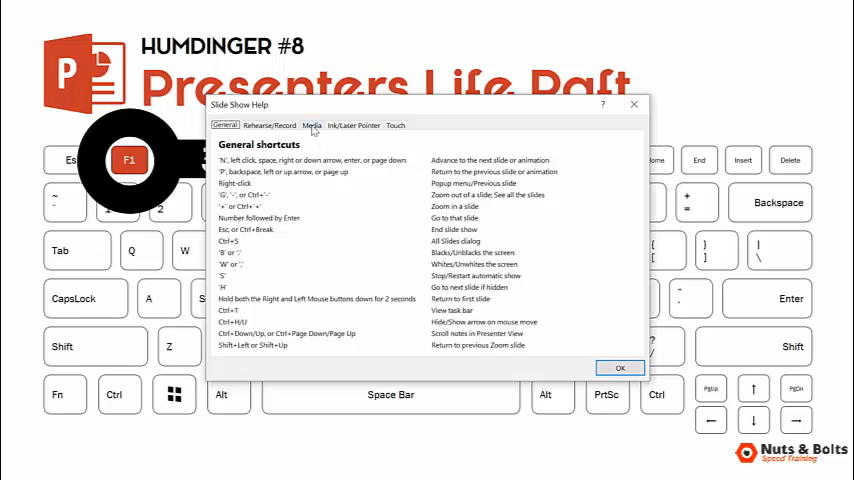 HUMDINGER #8
Presenters Life Raft
Slide Show Help
?
General Rehearse/Record Media Ink/Laser Pointer Touch
General shortcuts
'N', left click, space, right or down arrow, enter, or page down Advance to the next slide or animation
'P', backspace, left or up arrow, or page up Return to the previous slide or animation
Right-click Popup menu/Previous slide
'G', '-', or Ctrl+'-' Zoom out of a slide; See all the slides
'+' or Ctrl+'+' Zoom in a slide
Number followed by Enter Go to that slide
Esc, or Ctrl+Break End slide show
Ctrl+S All Slides dialog
'B' or '.' Blacks/Unblacks the screen
'W' or ',' Whites/Unwhites the screen
'S' Stop/Restart automatic show
'H' Go to next slide if hidden
Hold both the Right and Left Mouse buttons down for 2 seconds Return to first slide
Ctrl+T View task bar
Ctrl+H/U Hide/Show arrow on mouse move
Ctrl+Down/Up, or Ctrl+Page Down/Page Up Scroll notes in Presenter View
Shift+Left or Shift+Up Return to previous Zoom slide
OK
P
Es F1 ome End Insert Delete
~ ` 1 2 + = Backspace
Tab Q W { [ } ] | \
CapsLock A S " Enter
Shift Z ? / Shift
Fn Ctrl Alt Space Bar Alt PrtSc Ctrl PgUp ↑ PgDn
← ↓ →
Nuts & Bolts
Speed Training